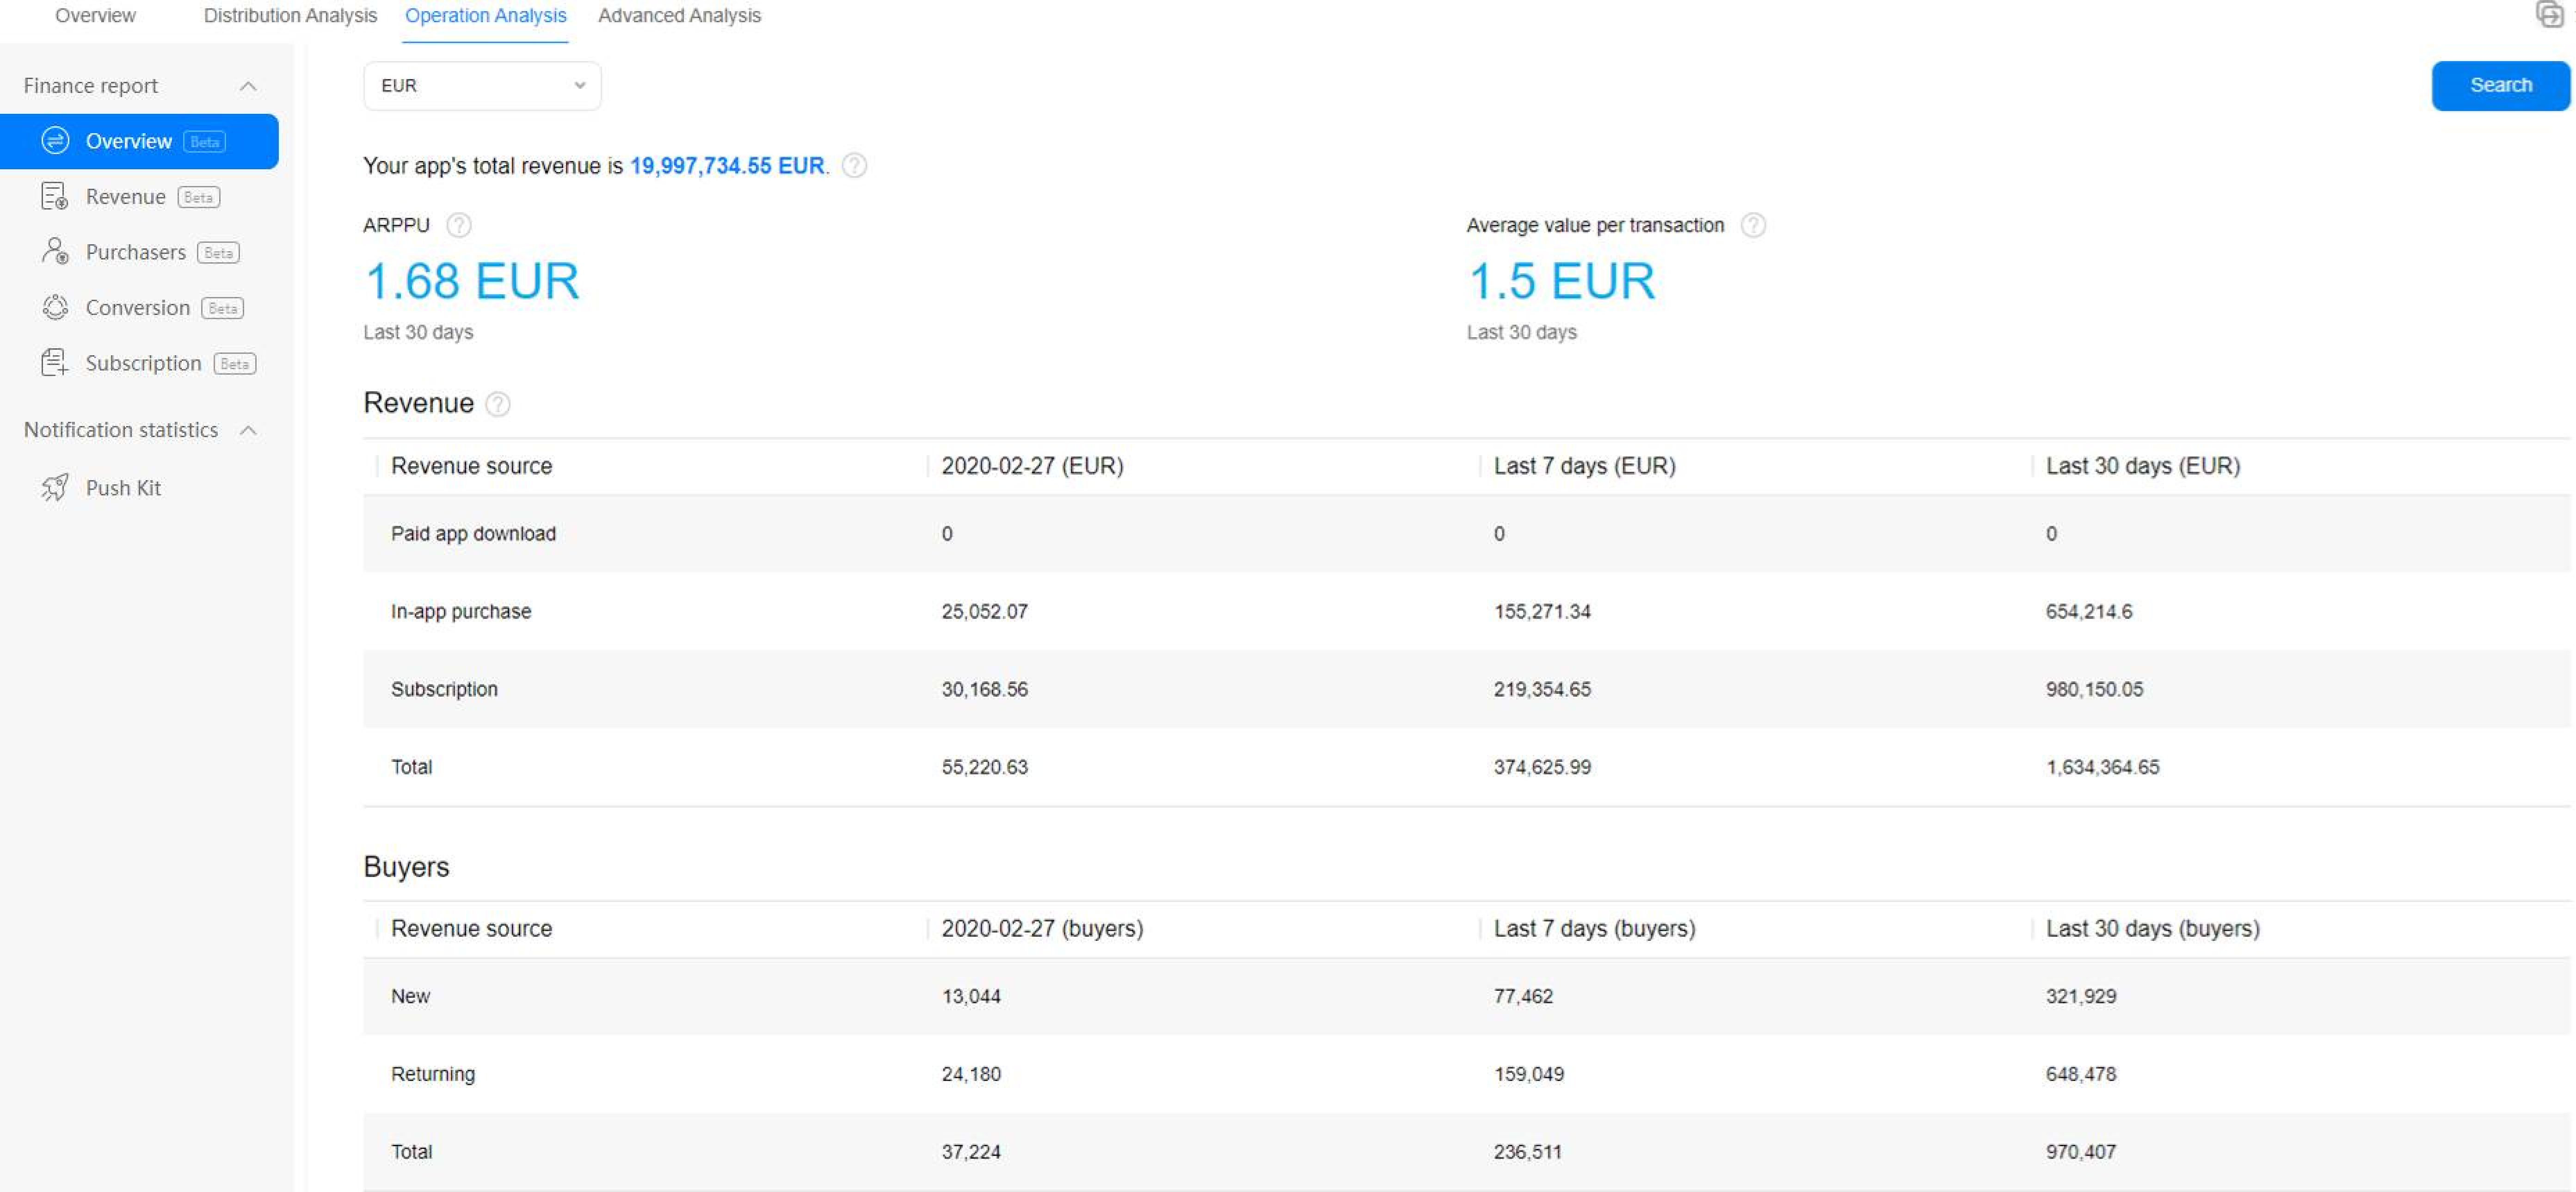 Overview Distribution Analysis Operation Analysis Advanced Analysis
Finance report
Overview Beta
Revenue Beta
Purchasers Beta
Conversion Beta
Subscription Beta
Notification statistics
Push Kit
EUR
Search
Your app's total revenue is 19,997,734.55 EUR. ?
ARPPU ?
1.68 EUR
Last 30 days
Average value per transaction ?
1.5 EUR
Last 30 days
Revenue ?
Revenue source 2020-02-27 (EUR) Last 7 days (EUR) Last 30 days (EUR)
Paid app download 0 0 0
In-app purchase 25,052.07 155,271.34 654,214.6
Subscription 30,168.56 219,354.65 980,150.05
Total 55,220.63 374,625.99 1,634,364.65
Buyers
Revenue source 2020-02-27 (buyers) Last 7 days (buyers) Last 30 days (buyers)
New 13,044 77,462 321,929
Returning 24,180 159,049 648,478
Total 37,224 236,511 970,407